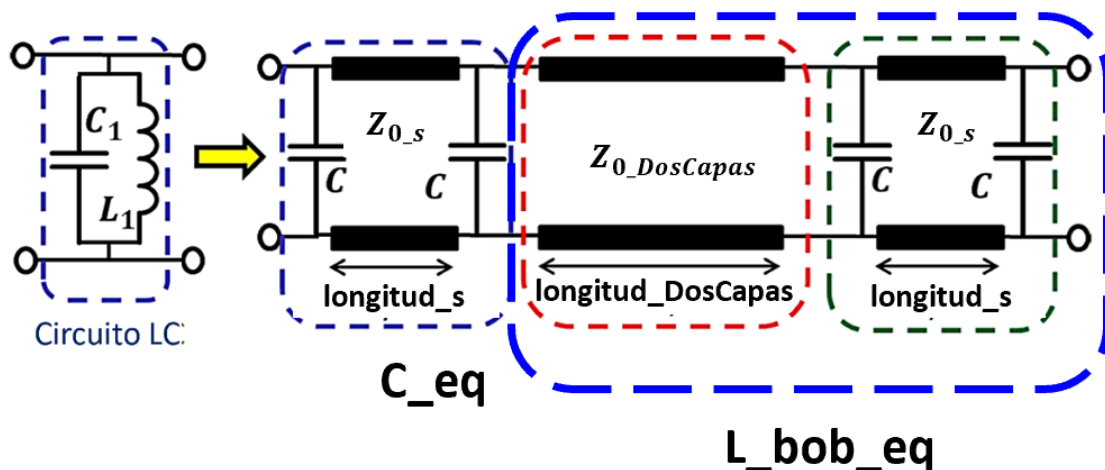 C₁
L₁
Circuito LC:
Z₀_s
C
C
longitud_s
Z₀_DosCapas
longitud_DosCapas
Z₀_s
C
C
longitud_s
C_eq
L_bob_eq